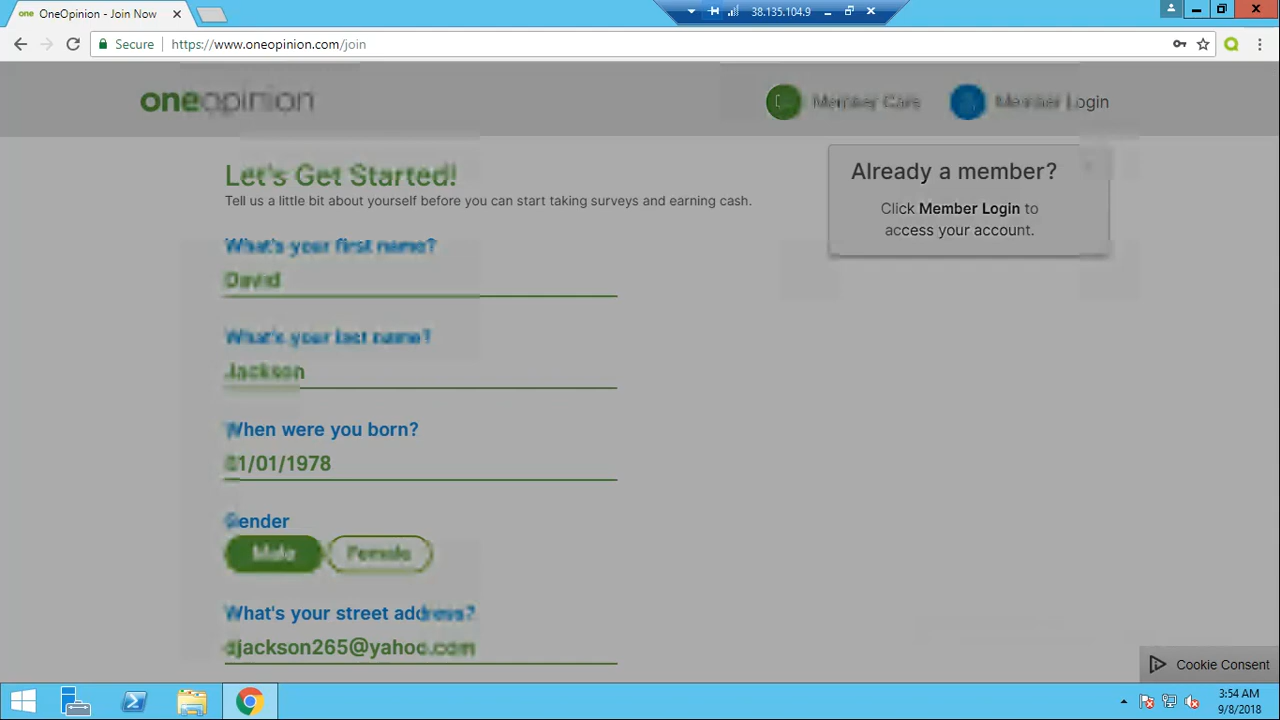 one OneOpinion - Join Now
38.135.104.9
Secure https://www.oneopinion.com/join
oneopinion
Member Care
Member Login
Let's Get Started!
Tell us a little bit about yourself before you can start taking surveys and earning cash.
Already a member?
Click Member Login to
access your account.
What's your first name?
David
What's your last name?
Jackson
When were you born?
01/01/1978
Gender
Male Female
What's your street address?
djackson265@yahoo.com
Cookie Consent
3:54 AM
9/8/2018